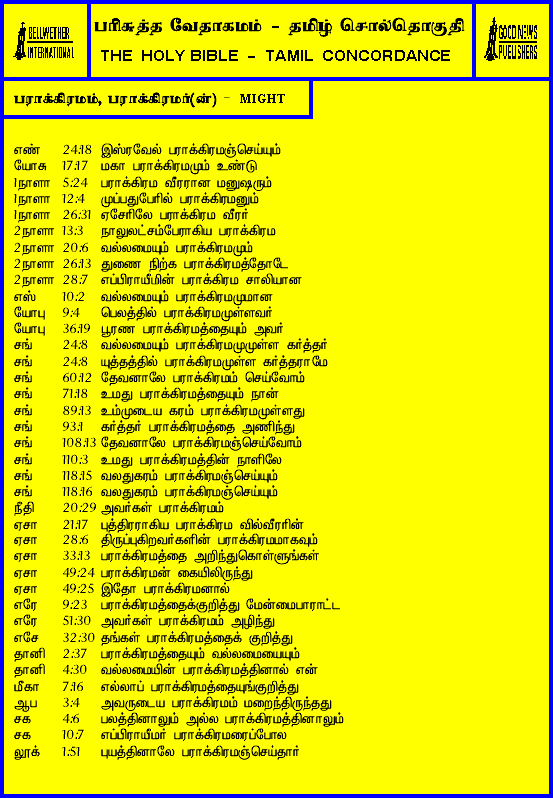 BELLWETHER
INTERNATIONAL
பரிசுத்த வேதாகமம் - தமிழ் சொல்தொகுதி
THE HOLY BIBLE - TAMIL CONCORDANCE
GOOD NEWS
PUBLISHERS
பராக்கிரமம், பராக்கிரமர்(ன்) - MIGHT
எண் 24:18 இஸ்ரவேல் பராக்கிரமஞ்செய்யும்
யோசு 17:17 மகா பராக்கிரமமும் உண்டு
1நாளா 5:24 பராக்கிரம வீரரான மனுஷரும்
1நாளா 12:4 முப்பதுபேரில் பராக்கிரமனும்
1நாளா 26:31 ஏசேரிலே பராக்கிரம வீரர்
2நாளா 13:3 நாலுலட்சம்பேராகிய பராக்கிரம
2நாளா 20:6 வல்லமையும் பராக்கிரமமும்
2நாளா 26:13 துணை நிற்க பராக்கிரமத்தோடே
2நாளா 28:7 எப்பிராயீமின் பராக்கிரம சாலியான
எஸ் 10:2 வல்லமையும் பராக்கிரமமுமான
யோபு 9:4 பெலத்தில் பராக்கிரமமுள்ளவர்
யோபு 36:19 பூரண பராக்கிரமத்தையும் அவர்
சங் 24:8 வல்லமையும் பராக்கிரமமுமுள்ள கர்த்தர்
சங் 24:8 யுத்தத்தில் பராக்கிரமமுள்ள கர்த்தராமே
சங் 60:12 தேவனாலே பராக்கிரமம் செய்வோம்
சங் 71:18 உமது பராக்கிரமத்தையும் நான்
சங் 89:13 உம்முடைய கரம் பராக்கிரமமுள்ளது
சங் 93:1 கர்த்தர் பராக்கிரமத்தை அணிந்து
சங் 108:13 தேவனாலே பராக்கிரமஞ்செய்வோம்
சங் 110:3 உமது பராக்கிரமத்தின் நாளிலே
சங் 118:15 வலதுகரம் பராக்கிரமஞ்செய்யும்
சங் 118:16 வலதுகரம் பராக்கிரமஞ்செய்யும்
நீதி 20:29 அவர்கள் பராக்கிரமம்
ஏசா 21:17 புத்திரராகிய பராக்கிரம வில்வீரரின்
ஏசா 28:6 திருப்புகிறவர்களின் பராக்கிரமமாகவும்
ஏசா 33:13 பராக்கிரமத்தை அறிந்துகொள்ளுங்கள்
ஏசா 49:24 பராக்கிரமன் கையிலிருந்து
ஏசா 49:25 இதோ பராக்கிரமனால்
எரே 9:23 பராக்கிரமத்தைக்குறித்து மேன்மைபாராட்ட
எரே 51:30 அவர்கள் பராக்கிரமம் அழிந்து
எசே 32:30 தங்கள் பராக்கிரமத்தைக் குறித்து
தானி 2:37 பராக்கிரமத்தையும் வல்லமையையும்
தானி 4:30 வல்லமையின் பராக்கிரமத்தினால் என்
மீகா 7:16 எல்லாப் பராக்கிரமத்தையுங்குறித்து
ஆப 3:4 அவருடைய பராக்கிரமம் மறைந்திருந்தது
சக 4:6 பலத்தினாலும் அல்ல பராக்கிரமத்தினாலும்
சக 10:7 எப்பிராயீமர் பராக்கிரமரைப்போல
லூக் 1:51 புயத்தினாலே பராக்கிரமஞ்செய்தார்